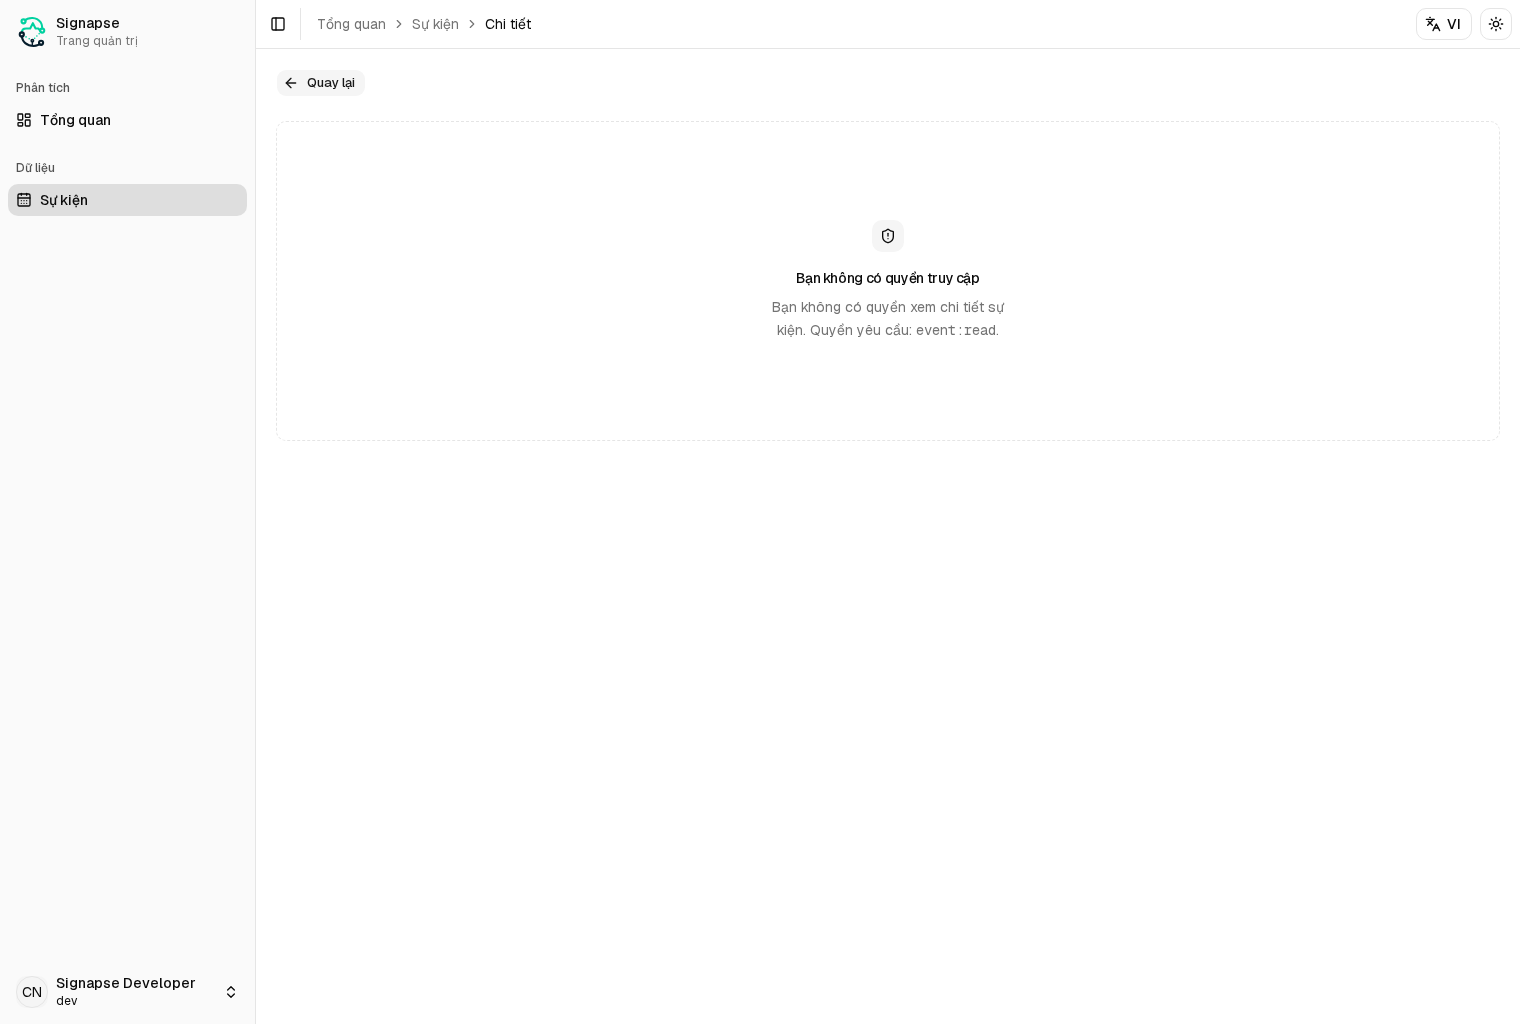 Signapse
Trang quản trị
Phân tích
Tổng quan
Dữ liệu
Sự kiện
CN
Signapse Developer
dev
Tổng quan > Sự kiện > Chi tiết
VI
Quay lại
Bạn không có quyền truy cập
Bạn không có quyền xem chi tiết sự
kiện. Quyền yêu cầu: event:read.